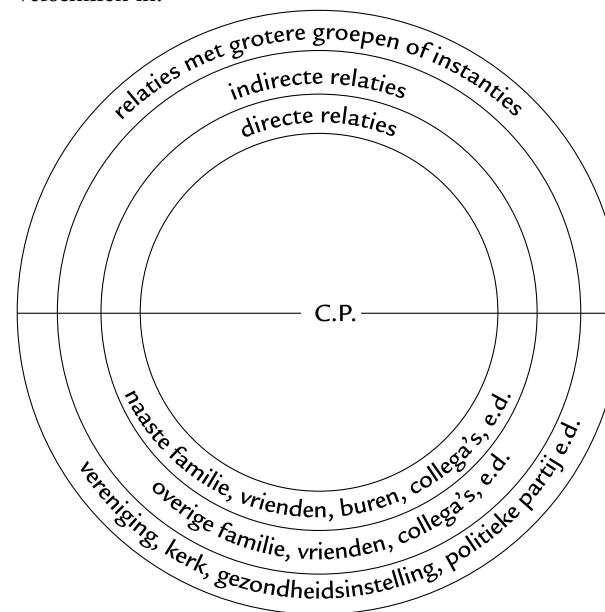 relaties met grotere groepen of instanties
indirecte relaties
directe relaties
C.P.
naaste familie, vrienden, buren, collega's, e.d.
overige familie, vrienden, collega's, e.d.
vereniging, kerk, gezondheidsinstelling, politieke partij e.d.